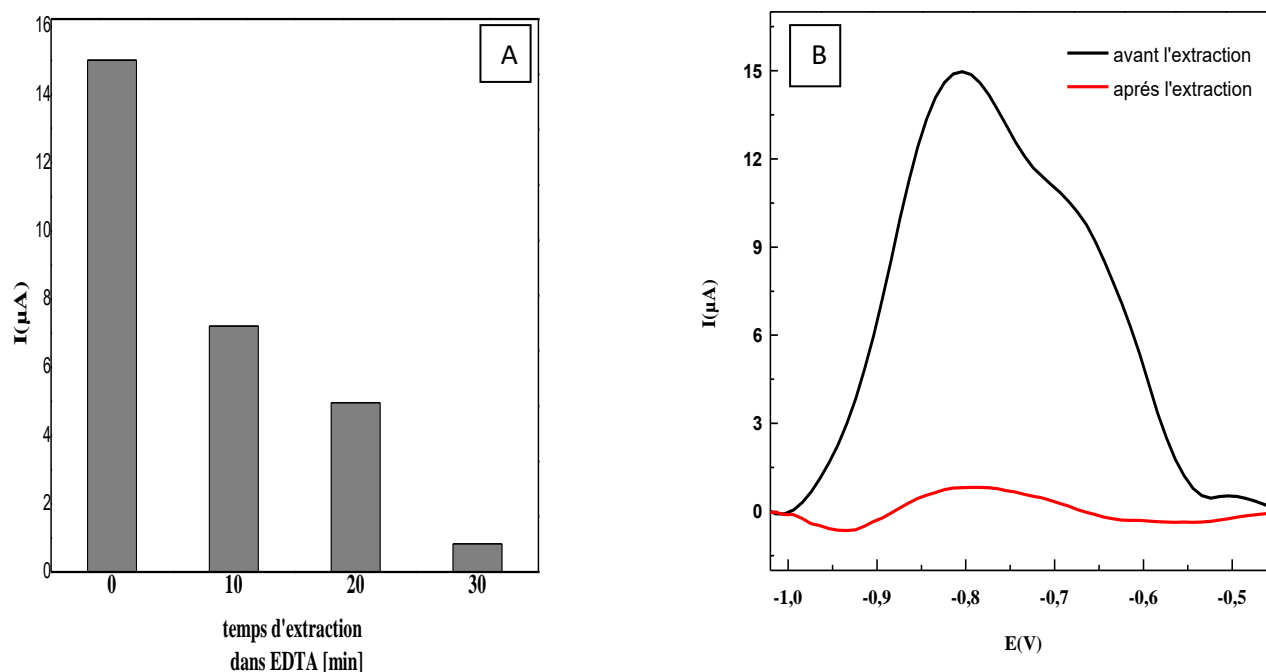 A
16
14
12
10
8
6
4
2
0
I(µA)
0 10 20 30
temps d'extraction
dans EDTA [min]
B
avant l'extraction
aprés l'extraction
15
12
9
6
3
0
I(µA)
-1,0 -0,9 -0,8 -0,7 -0,6 -0,5
E(V)